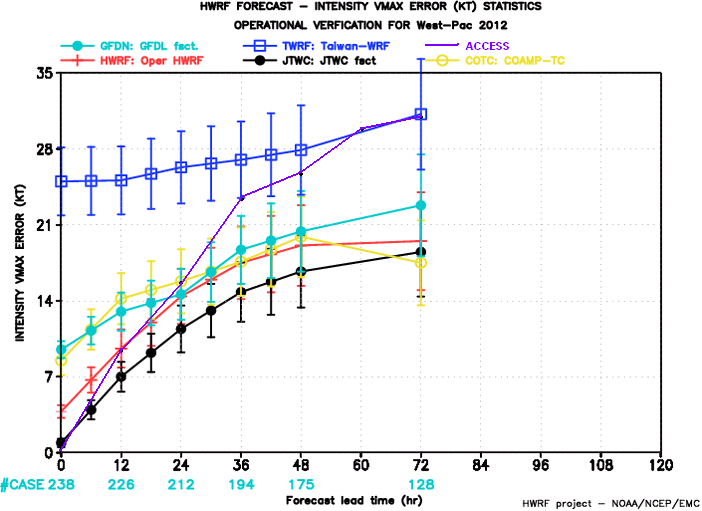 HWRF FORECAST – INTENSITY VMAX ERROR (KT) STATISTICS
OPERATIONAL VERFICATION FOR West-Pac 2012
GFDN: GFDL fsct. TWRF: Taiwan-WRF ACCESS
HWRF: Oper HWRF JTWC: JTWC fsct COTC: COAMP-TC
INTENSITY VMAX ERROR (KT)
35
28
21
14
7
0
0 12 24 36 48 60 72 84 96 108 120
#CASE 238 226 212 194 175 128
Forecast lead time (hr)
HWRF project – NOAA/NCEP/EMC